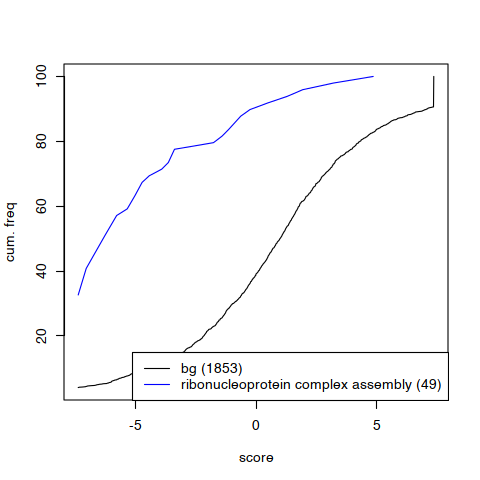 cum. freq
100
80
60
40
20
bg (1853)
ribonucleoprotein complex assembly (49)
-5
0
5
score